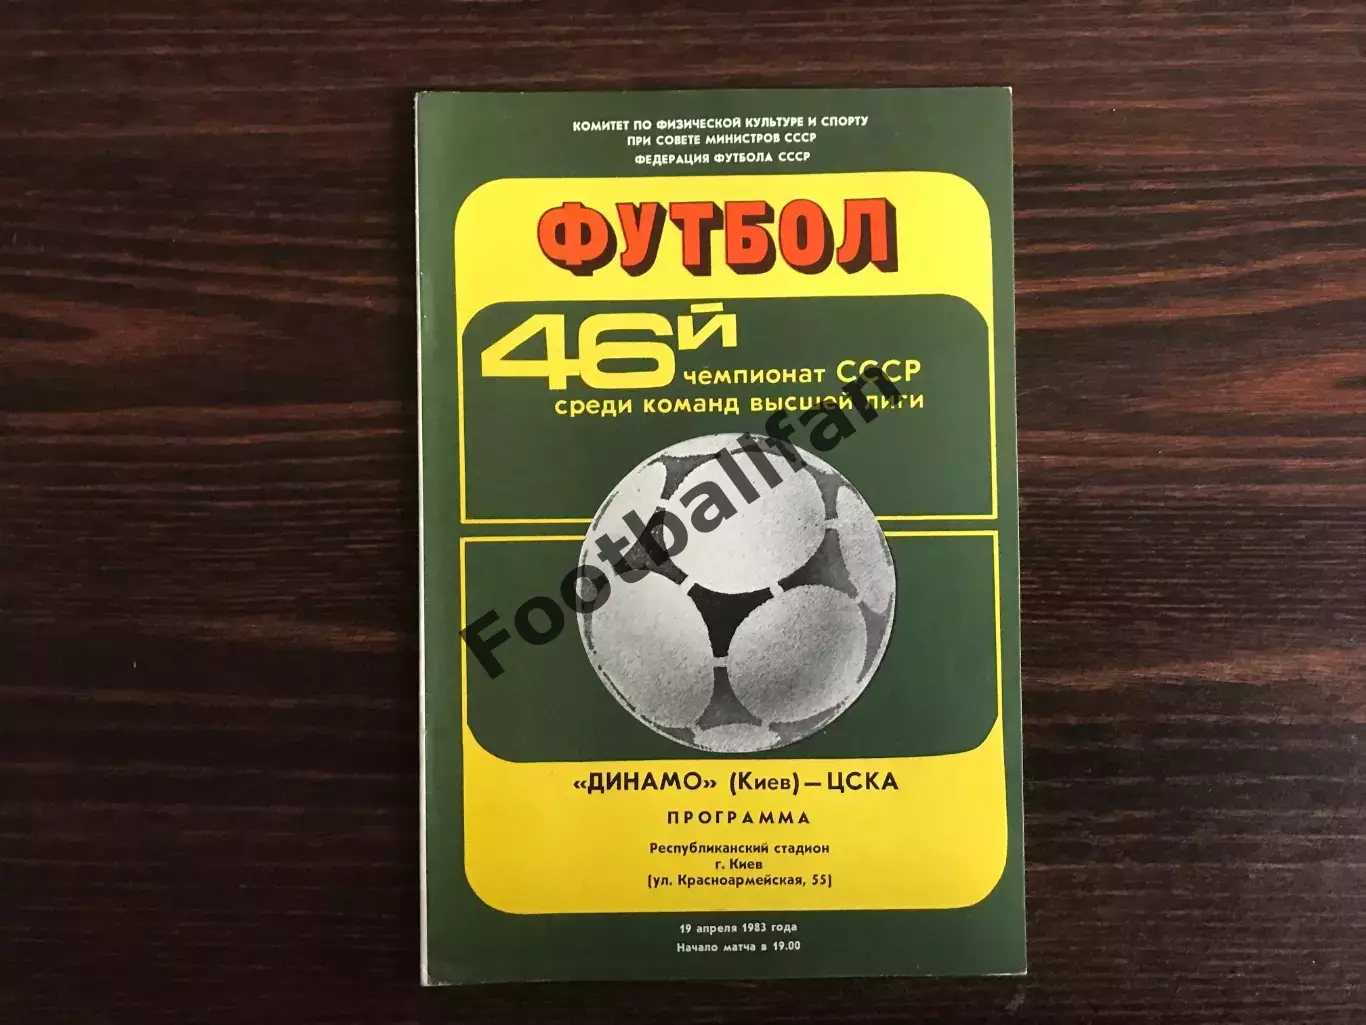 КОМИТЕТ ПО ФИЗИЧЕСКОЙ КУЛЬТУРЕ И СПОРТУ
ПРИ СОВЕТЕ МИНИСТРОВ СССР
ФЕДЕРАЦИЯ ФУТБОЛА СССР
ФУТБОЛ
46Й
чемпионат СССР
среди команд высшей лиги
Footballfan
«ДИНАМО» (Киев) — ЦСКА
ПРОГРАММА
Республиканский стадион
г. Киев
(ул. Красноармейская, 55)
19 апреля 1983 года
Начало матча в 19.00